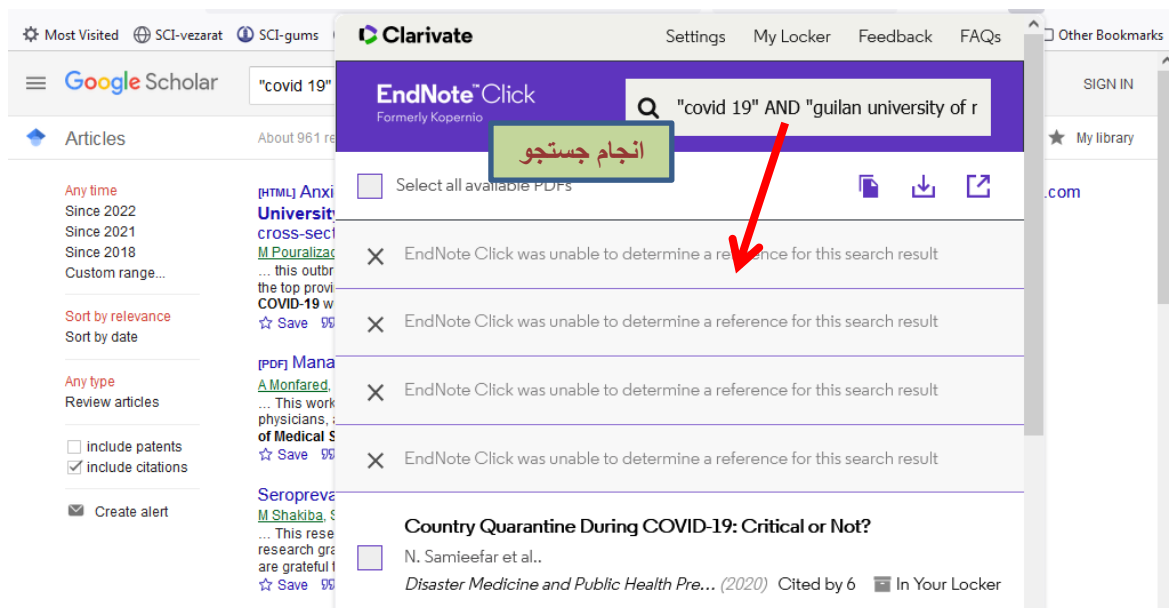 Most Visited SCI-vezarat SCI-gums
Other Bookmarks
Google Scholar
"covid 19"
SIGN IN
Articles
About 961 re
My library
Any time
Since 2022
Since 2021
Since 2018
Custom range...
Sort by relevance
Sort by date
Any type
Review articles
include patents
include citations
Create alert
[HTML] Anxi
Universit
cross-sect
M Pouralizad
... this outbr
the top provi
COVID-19 w
Save
[PDF] Mana
A Monfared,
... This work
physicians,
of Medical S
Save
Seropreva
M Shakiba, S
... This rese
research gra
are grateful f
Save
.com
Clarivate
Settings My Locker Feedback FAQs
EndNote™ Click
Formerly Kopernio
"covid 19" AND "guilan university of r
انجام جستجو
Select all available PDFs
EndNote Click was unable to determine a reference for this search result
EndNote Click was unable to determine a reference for this search result
EndNote Click was unable to determine a reference for this search result
EndNote Click was unable to determine a reference for this search result
Country Quarantine During COVID-19: Critical or Not?
N. Samieefar et al..
Disaster Medicine and Public Health Pre... (2020) Cited by 6 In Your Locker